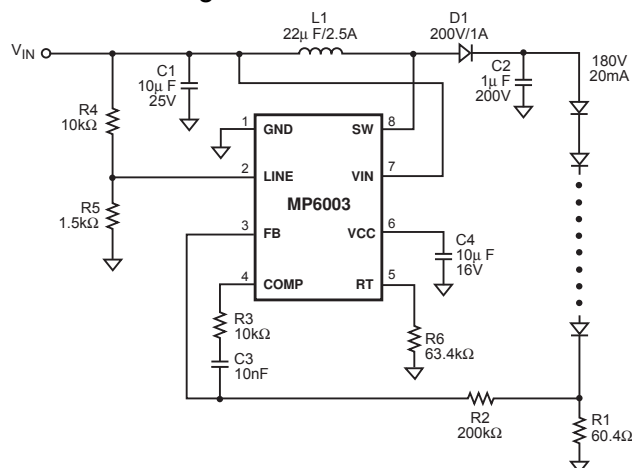 L1
22µ F/2.5A
D1
200V/1A
VIN
C1
10µ F
25V
C2
1µ F
200V
180V
20mA
R4
10kΩ
1
GND
SW
8
2
LINE
VIN
7
MP6003
R5
1.5kΩ
3
FB
VCC
6
C4
10µ F
16V
4
COMP
RT
5
R3
10kΩ
C3
10nF
R6
63.4kΩ
R2
200kΩ
R1
60.4Ω